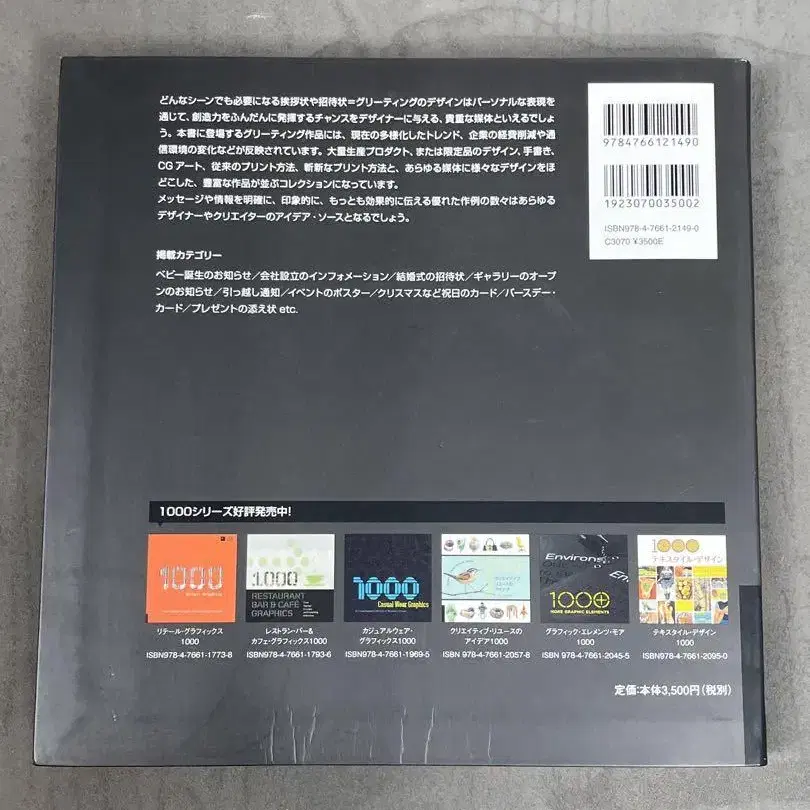 どんなシーンでも必要になる挨拶状や招待状=グリーティングのデザインはパーソナルな表現を
通じて、創造力をふんだんに発揮するチャンスをデザイナーに与える、貴重な媒体といえるでしょ
う。本書に登場するグリーティング作品には、現在の多様化したトレンド、企業の経費削減や通
信環境の変化などが反映されています。大量生産プロダクト、または限定品のデザイン、手書き、
CGアート、従来のプリント方法、斬新なプリント方法と、あらゆる媒体に様々なデザインをほ
どこした、豊富な作品が並ぶコレクションになっています。
メッセージや情報を明確に、印象的に、もっとも効果的に伝える優れた作例の数々はあらゆる
デザイナーやクリエイターのアイデア・ソースとなるでしょう。
掲載カテゴリー
ベビー誕生のお知らせ/会社設立のインフォメーション/結婚式の招待状/ギャラリーのオープ
ンのお知らせ/引っ越し通知/イベントのポスター/クリスマスなど祝日のカード/バースデー・
カード/プレゼントの添え状 etc.
9784766121490
1923070035002
ISBN978-4-7661-2149-0
C3070 ¥3500E
1000シリーズ好評発売中!
1000
1,000
RESTAURANT
BAR & CAFÉ
GRAPHICS
1000
Casual Wear Graphics
クリエイティブ
リユースの
Environs
1000
MORE GRAPHIC ELEMENTS
1000
テキスタイル・デザイン
リテール・グラフィックス
1000
ISBN978-4-7661-1773-8
レストラン・バー&
カフェ・グラフィックス1000
ISBN978-4-7661-1793-6
カジュアルウェア・
グラフィックス1000
ISBN978-4-7661-1969-5
クリエイティブ・リユースの
アイデア1000
ISBN 978-4-7661-2057-8
グラフィック・エレメンツ・モア
1000
ISBN 978-4-7661-2045-5
テキスタイル・デザイン
1000
ISBN 978-4-7661-2095-0
定価:本体3,500円(税別)